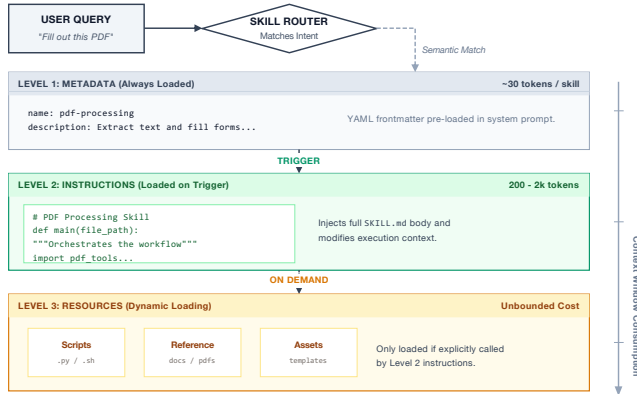 USER QUERY
"Fill out this PDF"
SKILL ROUTER
Matches Intent
Semantic Match
LEVEL 1: METADATA (Always Loaded)
~30 tokens / skill
name: pdf-processing
description: Extract text and fill forms...
YAML frontmatter pre-loaded in system prompt.
TRIGGER
LEVEL 2: INSTRUCTIONS (Loaded on Trigger)
200 - 2k tokens
# PDF Processing Skill
def main(file_path):
"""Orchestrates the workflow"""
import pdf_tools...
Injects full SKILL.md body and
modifies execution context.
ON DEMAND
LEVEL 3: RESOURCES (Dynamic Loading)
Unbounded Cost
Scripts
.py / .sh
Reference
docs / pdfs
Assets
templates
Only loaded if explicitly called
by Level 2 instructions.
Context Window Consumption